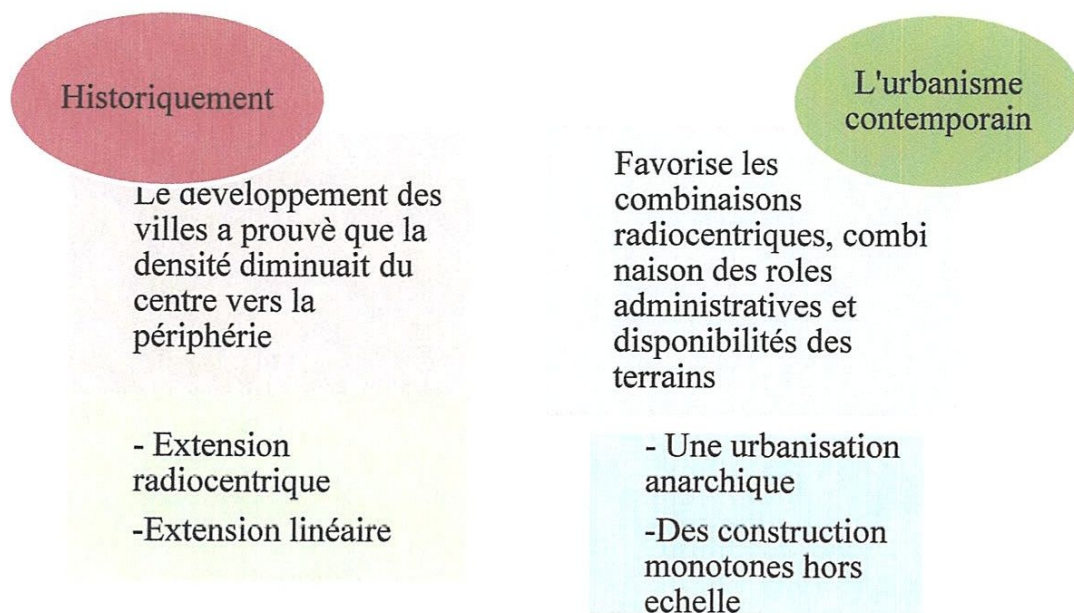 Historiquement
Le developpement des
villes a prouvè que la
densité diminuait du
centre vers la
périphérie
- Extension
radiocentrique
-Extension linéaire
L'urbanisme
contemporain
Favorise les
combinaisons
radiocentriques, combi
naison des roles
administratives et
disponibilités des
terrains
- Une urbanisation
anarchique
-Des construction
monotones hors
echelle